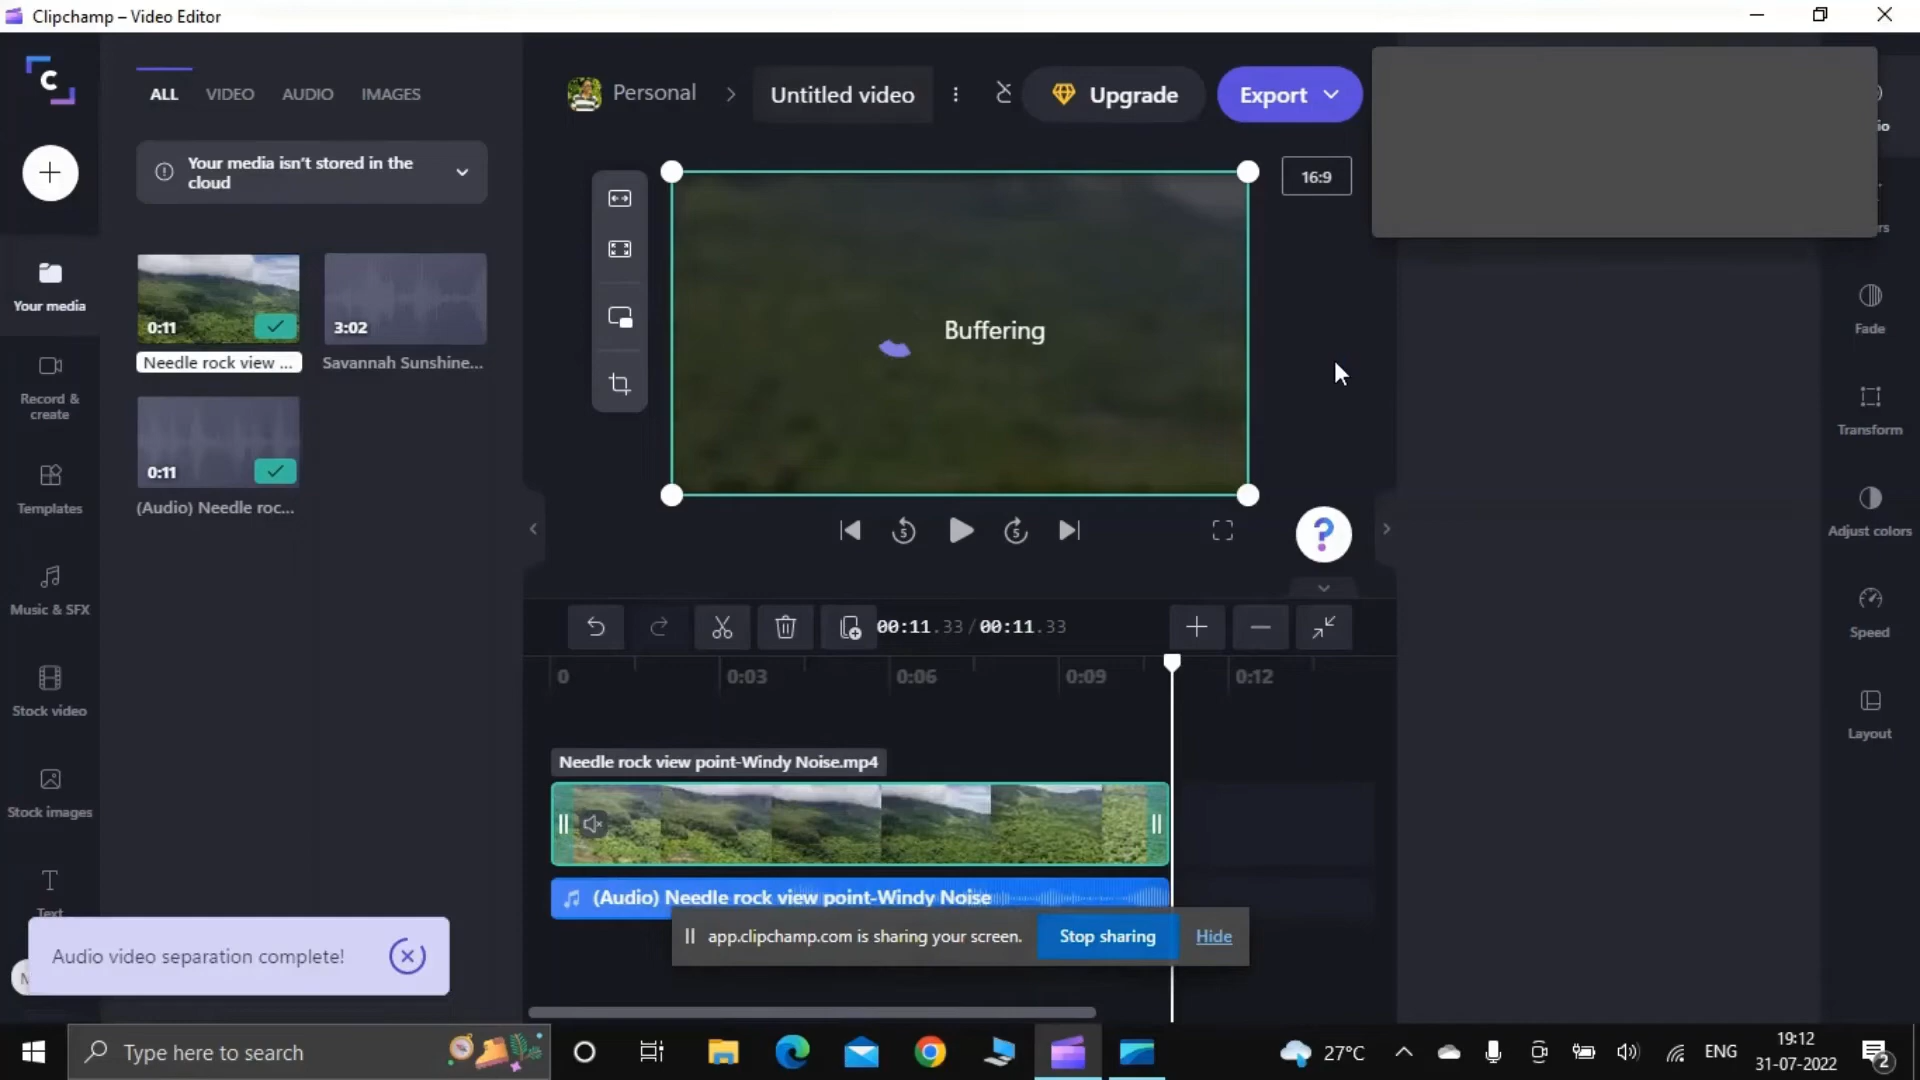 Clipchamp – Video Editor
ALL VIDEO AUDIO IMAGES
Personal
Untitled video
Upgrade
Export
Your media isn't stored in the
cloud
16:9
0:11
3:02
Needle rock view ...
Savannah Sunshine...
0:11
(Audio) Needle roc...
Your media
Record &
create
Templates
Music & SFX
Stock video
Stock images
Text
Buffering
io
rs
Fade
Transform
Adjust colors
Speed
Layout
5
5
?
00:11.33 / 00:11.33
0 0:03 0:06 0:09 0:12
Needle rock view point-Windy Noise.mp4
(Audio) Needle rock view point-Windy Noise
app.clipchamp.com is sharing your screen.
Stop sharing
Hide
Audio video separation complete!
Type here to search
27°C
ENG
19:12
31-07-2022
2